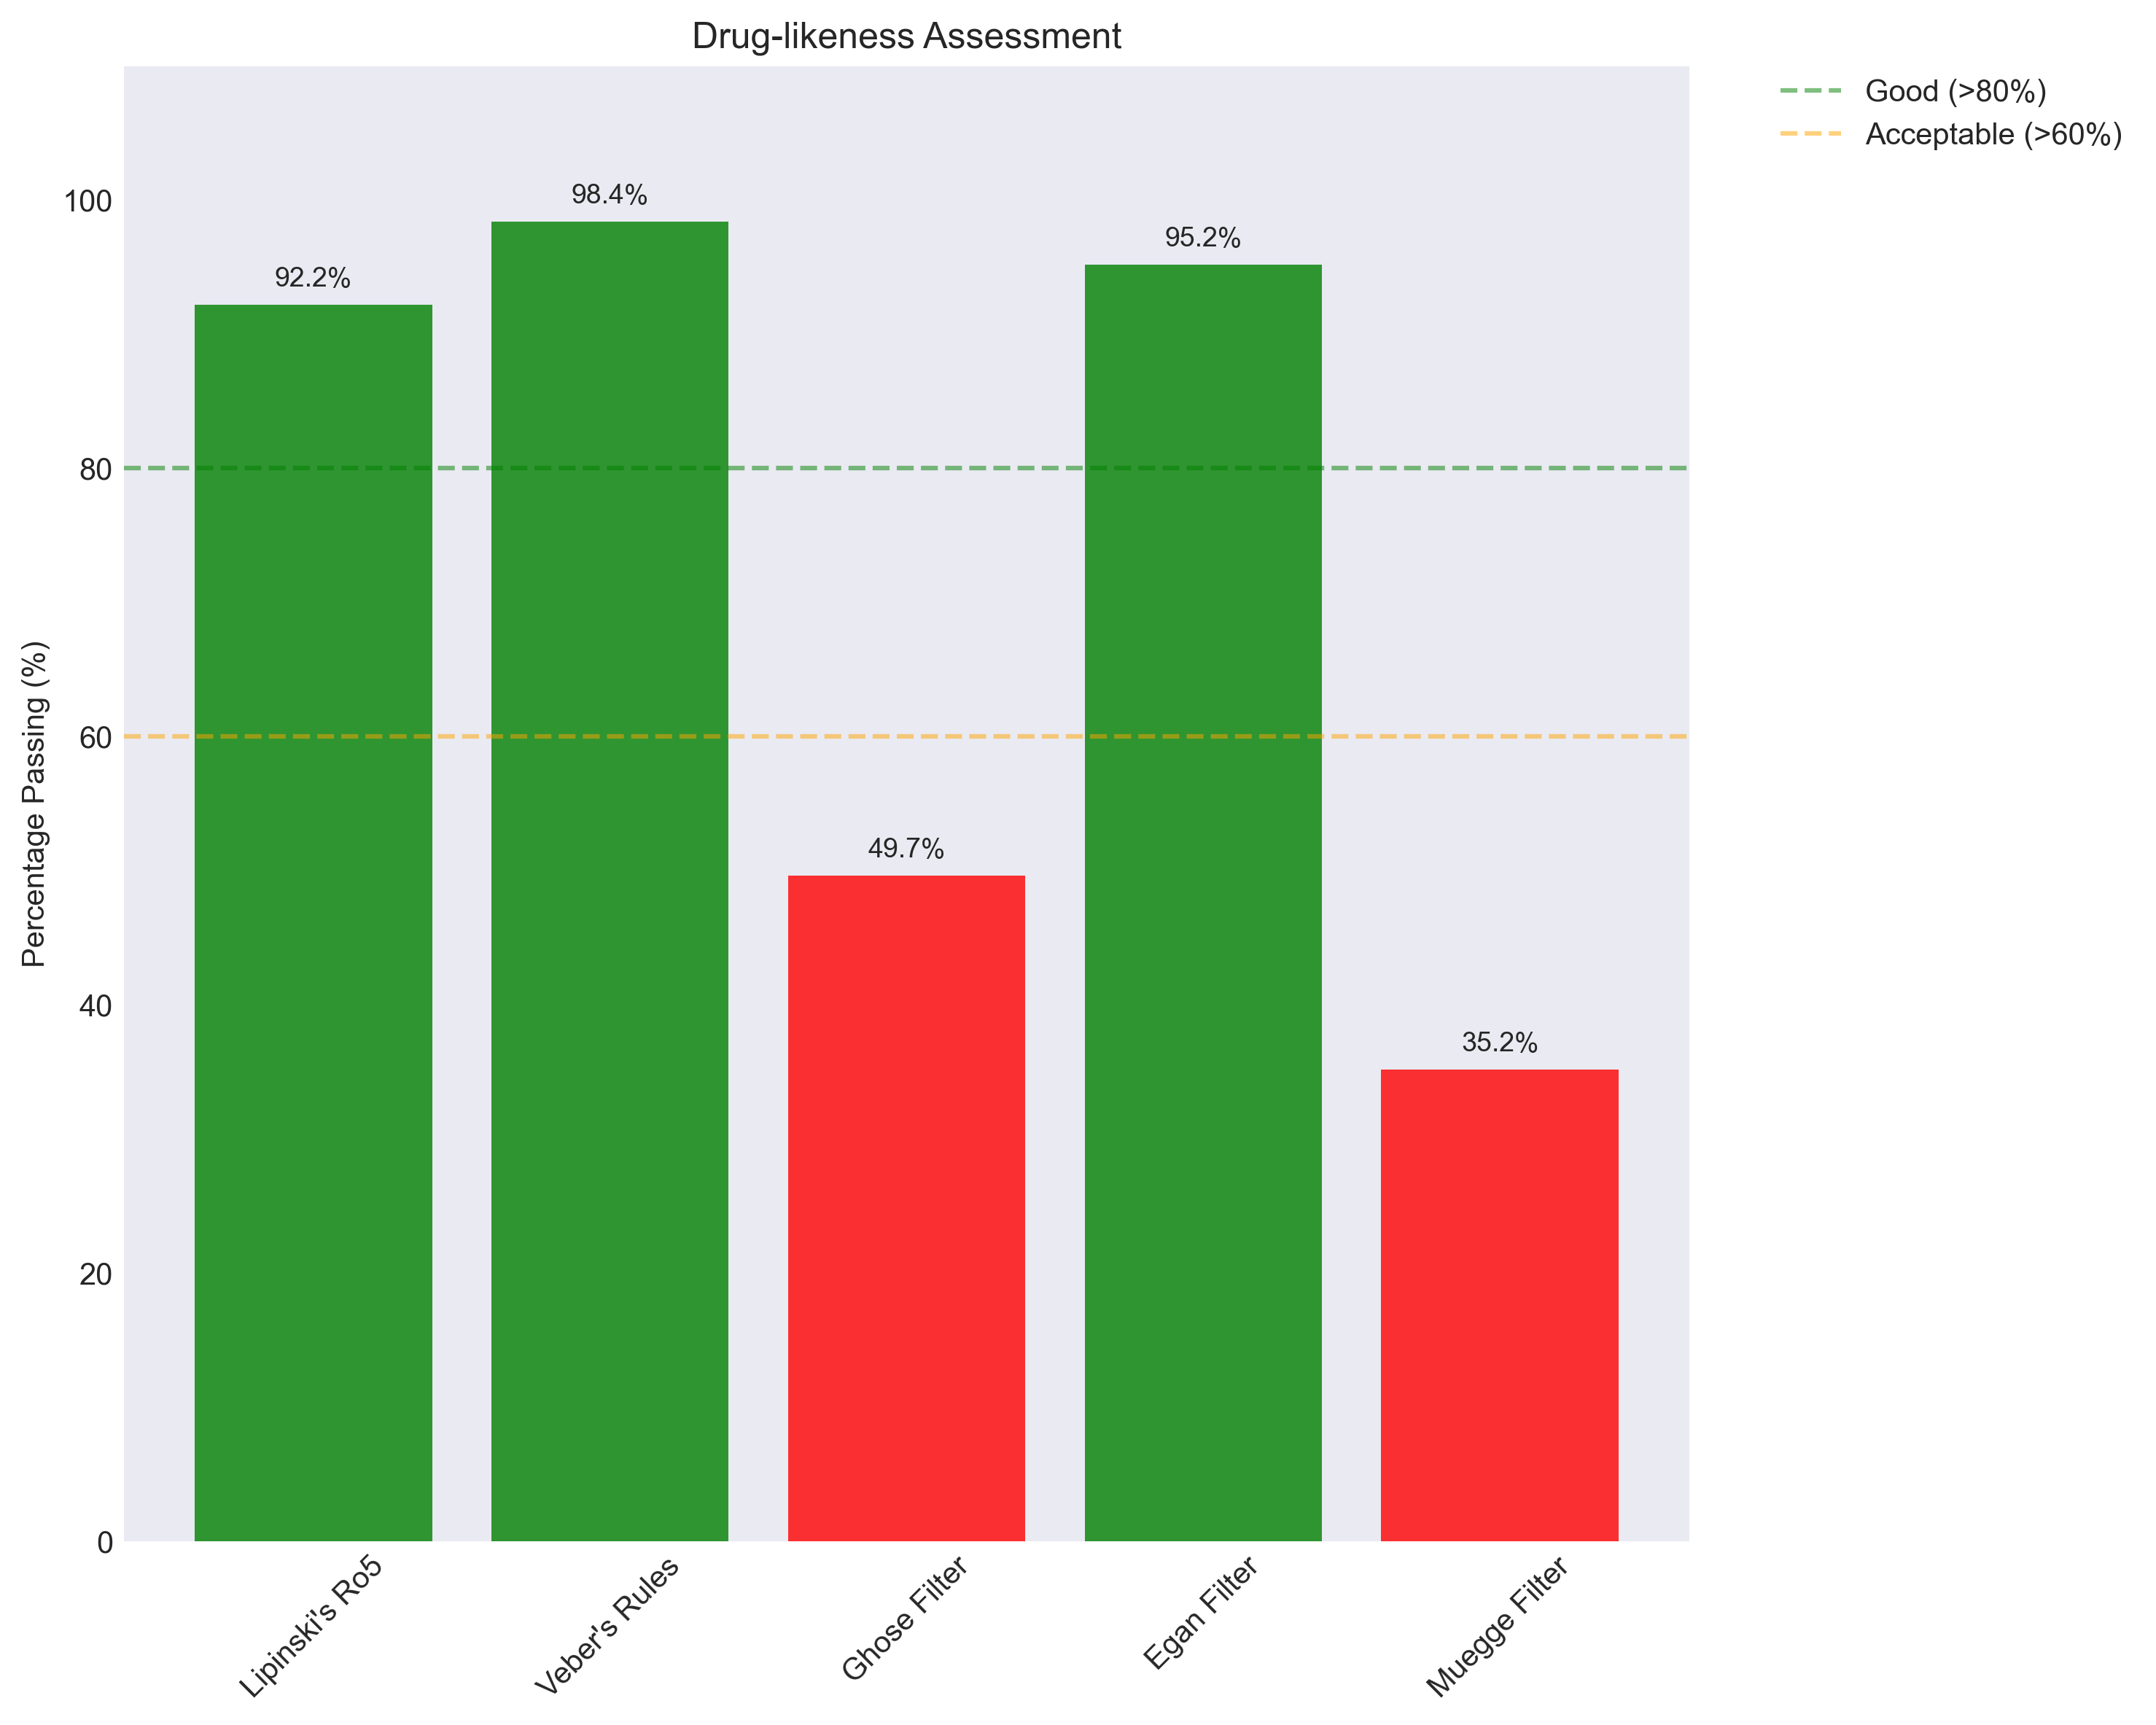 Drug-likeness Assessment
Good (>80%)
Acceptable (>60%)
Percentage Passing (%)
100
80
60
40
20
0
92.2%
98.4%
49.7%
95.2%
35.2%
Lipinski's Ro5
Veber's Rules
Ghose Filter
Egan Filter
Muegge Filter